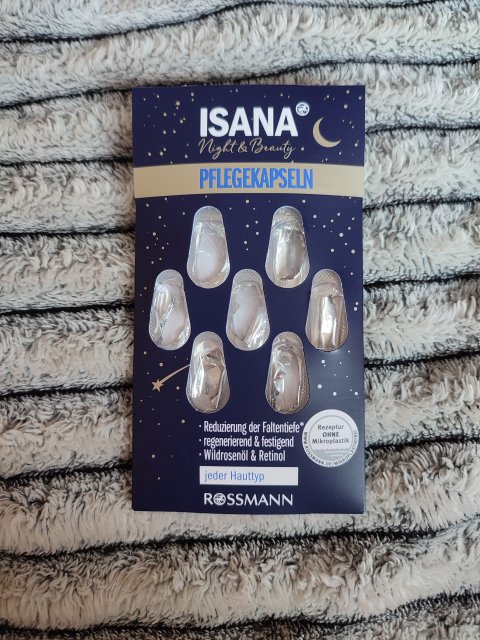 ISANA
Night & Beauty
PFLEGEKAPSELN
• Reduzierung der Faltentiefe*
• regenerierend & festigend
• Wildrosenöl & Retinol
jeder Hauttyp
ROSSMANN
Rezeptur
OHNE
Mikroplastik